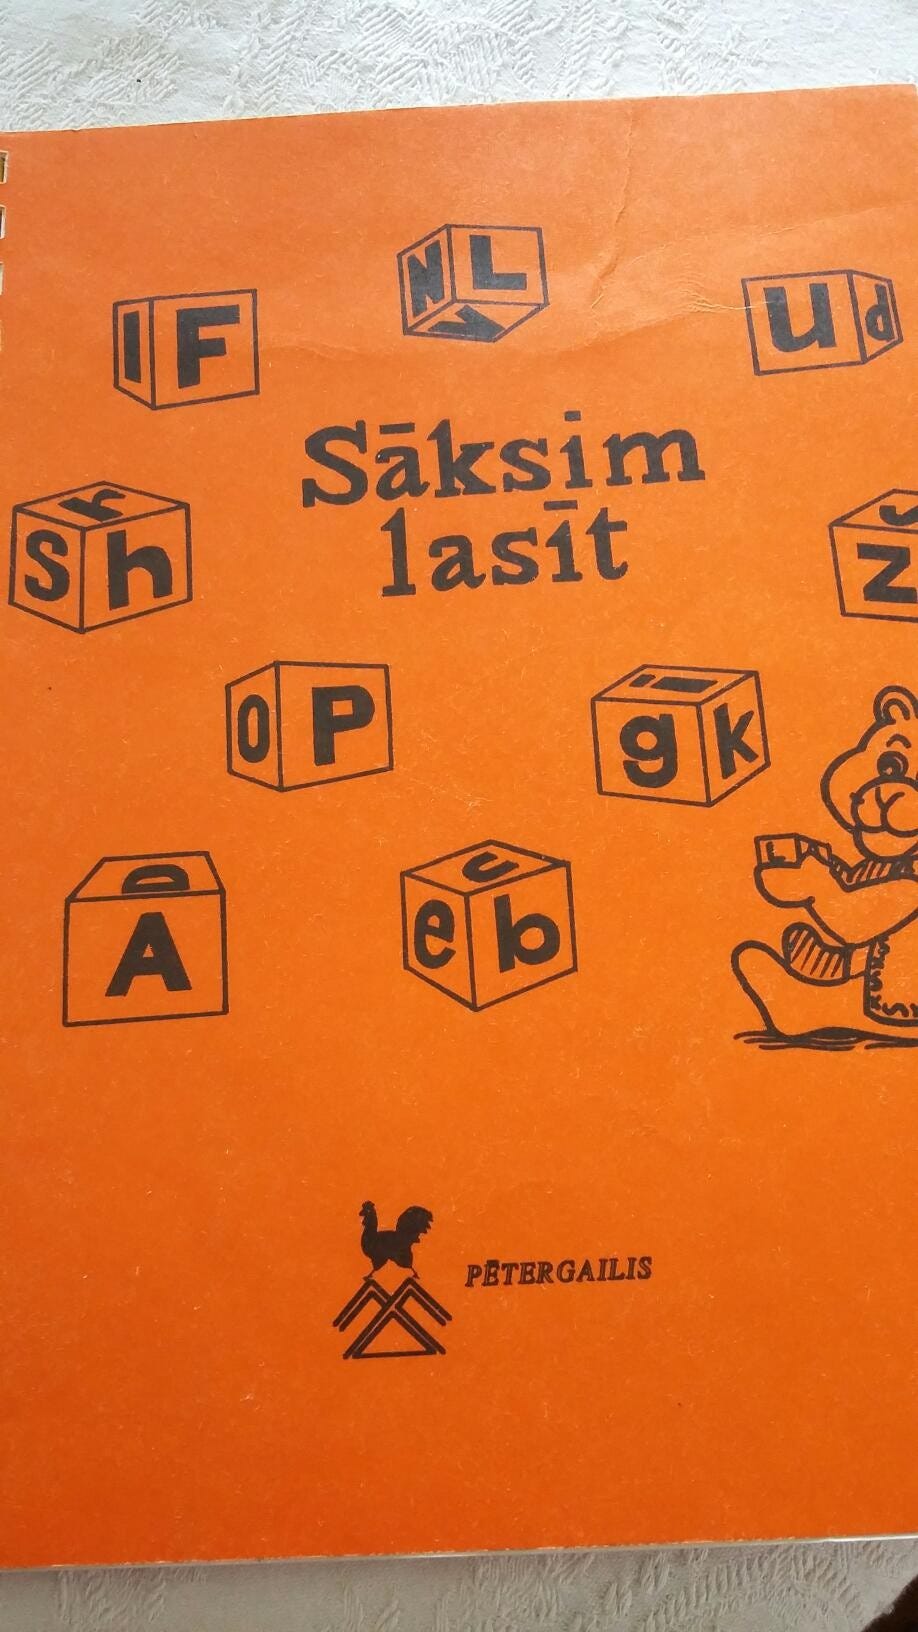 N L
I F
U d
Sāksim
lasīt
k
S h
Z
O P
g k
D
A
c
e b
PĒTERGAILIS